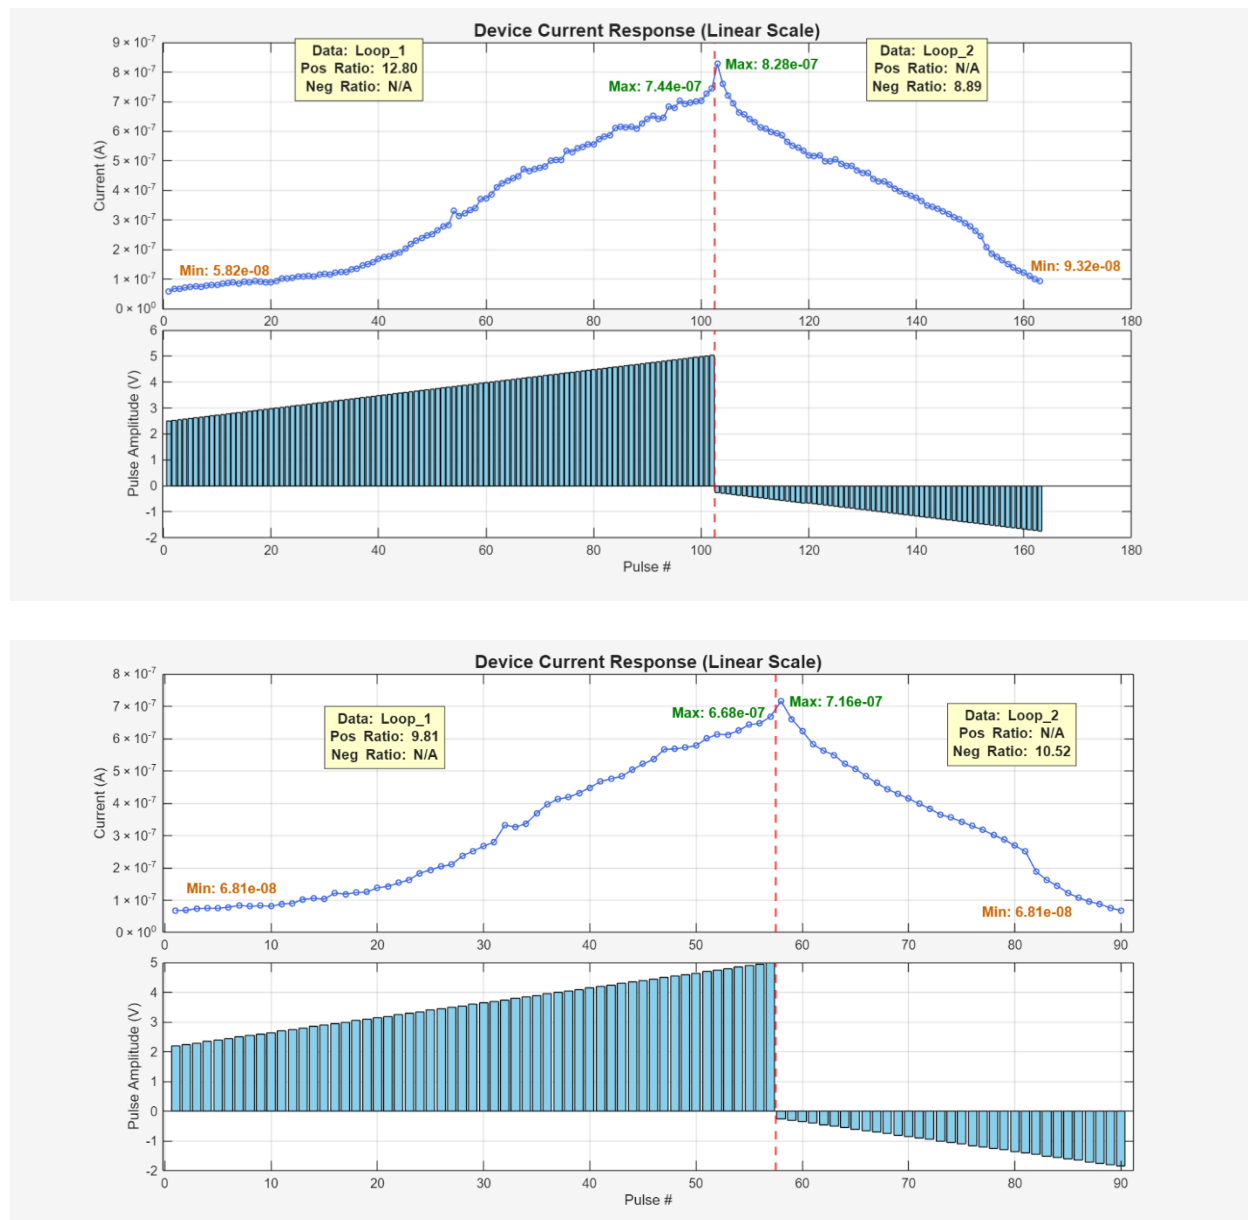 Device Current Response (Linear Scale)
Data: Loop_1
Pos Ratio: 12.80
Neg Ratio: N/A
Data: Loop_2
Pos Ratio: N/A
Neg Ratio: 8.89
Max: 7.44e-07
Max: 8.28e-07
Min: 5.82e-08
Min: 9.32e-08
Current (A)
9 × 10⁻⁷
8 × 10⁻⁷
7 × 10⁻⁷
6 × 10⁻⁷
5 × 10⁻⁷
4 × 10⁻⁷
3 × 10⁻⁷
2 × 10⁻⁷
1 × 10⁻⁷
0 × 10⁰
0 20 40 60 80 100 120 140 160 180
Pulse Amplitude (V)
6
5
4
3
2
1
0
-1
-2
0 20 40 60 80 100 120 140 160 180
Pulse #
Device Current Response (Linear Scale)
Data: Loop_1
Pos Ratio: 9.81
Neg Ratio: N/A
Data: Loop_2
Pos Ratio: N/A
Neg Ratio: 10.52
Max: 6.68e-07
Max: 7.16e-07
Min: 6.81e-08
Min: 6.81e-08
Current (A)
8 × 10⁻⁷
7 × 10⁻⁷
6 × 10⁻⁷
5 × 10⁻⁷
4 × 10⁻⁷
3 × 10⁻⁷
2 × 10⁻⁷
1 × 10⁻⁷
0 × 10⁰
0 10 20 30 40 50 60 70 80 90
Pulse Amplitude (V)
5
4
3
2
1
0
-1
-2
0 10 20 30 40 50 60 70 80 90
Pulse #